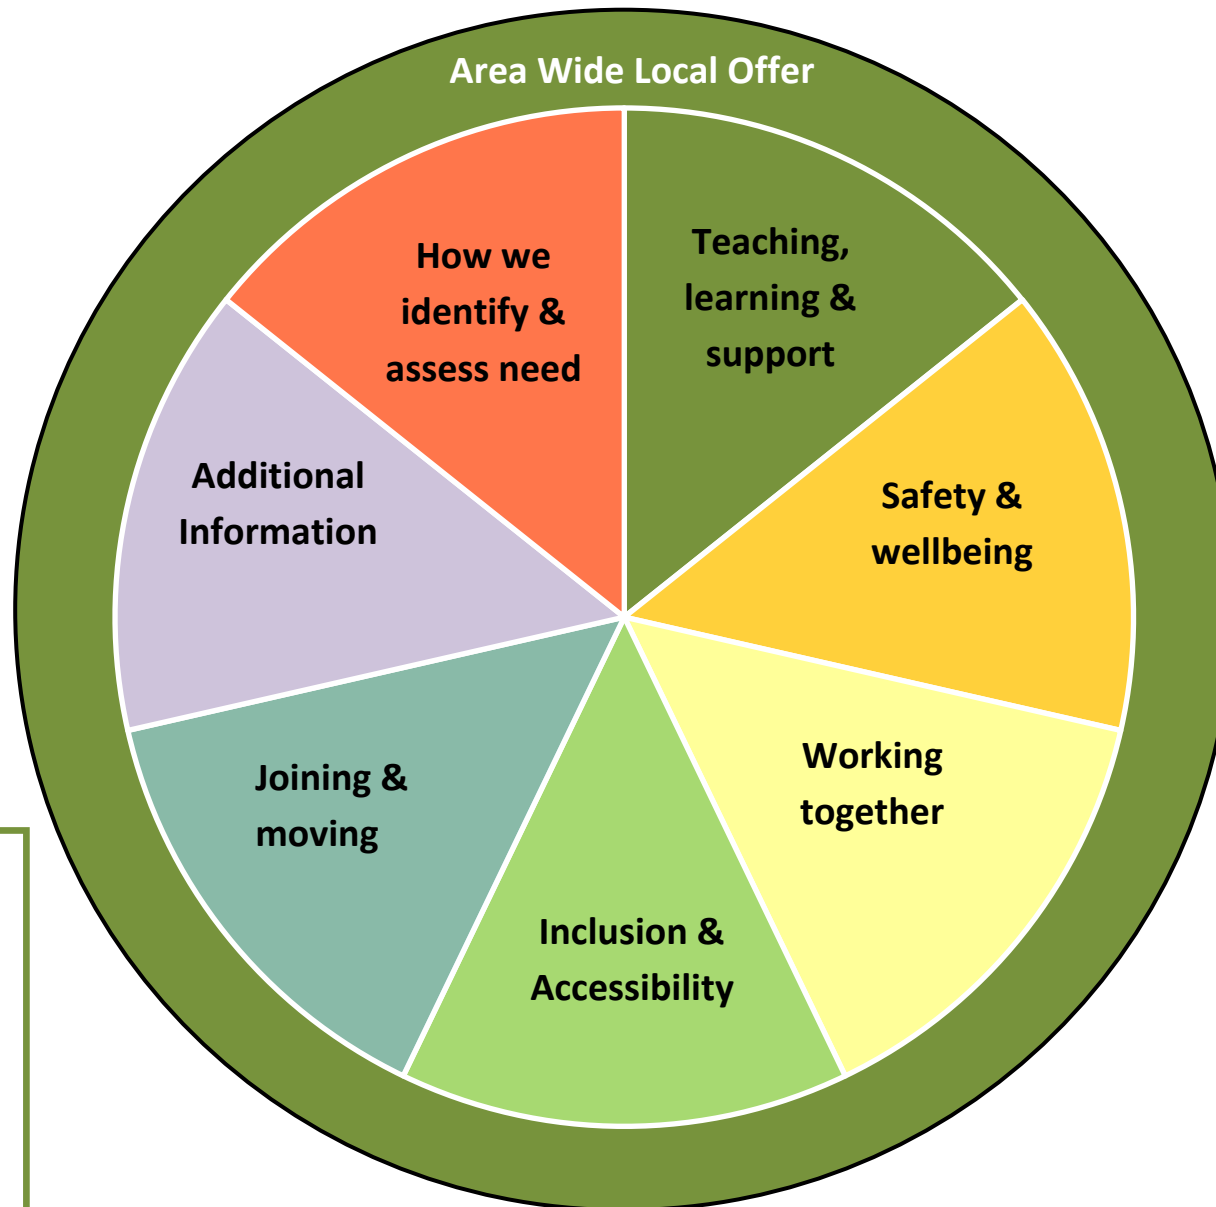 Area Wide Local Offer
How we
identify &
assess need
Teaching,
learning &
support
Safety &
wellbeing
Working
together
Inclusion &
Accessibility
Joining &
moving
Additional
Information